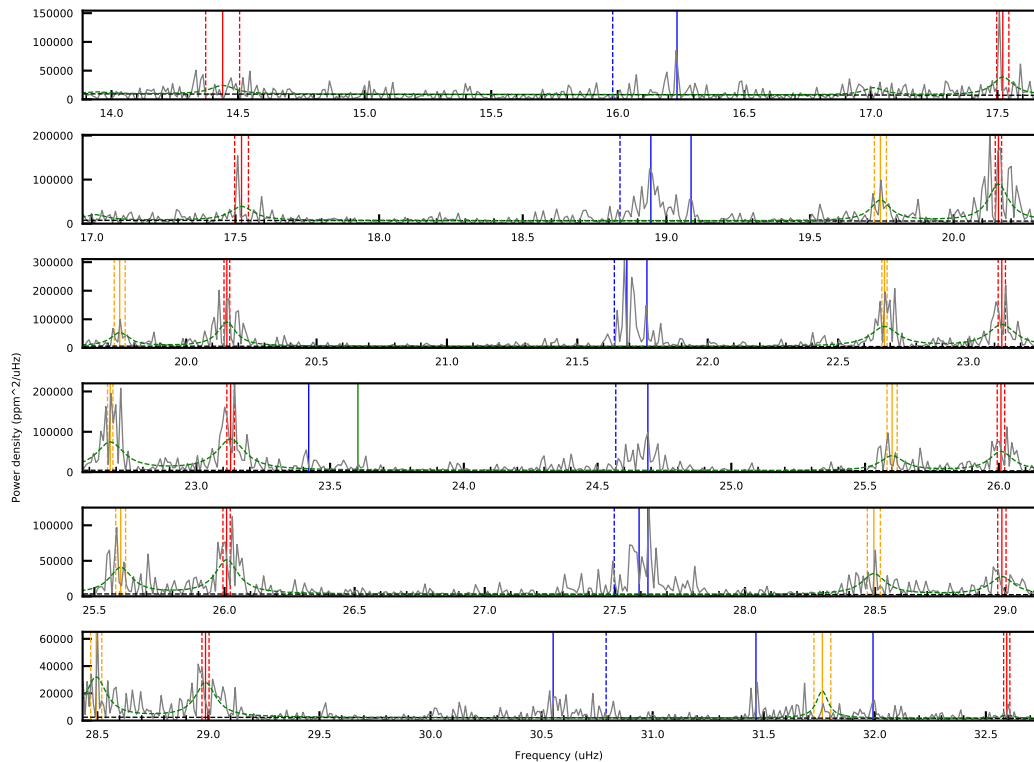 150000
100000
50000
0
14.0 14.5 15.0 15.5 16.0 16.5 17.0 17.5
200000
100000
0
17.0 17.5 18.0 18.5 19.0 19.5 20.0
300000
200000
100000
0
20.0 20.5 21.0 21.5 22.0 22.5 23.0
200000
100000
0
23.0 23.5 24.0 24.5 25.0 25.5 26.0
Power density (ppm^2/uHz)
150000
100000
50000
0
25.5 26.0 26.5 27.0 27.5 28.0 28.5 29.0
60000
40000
20000
0
28.5 29.0 29.5 30.0 30.5 31.0 31.5 32.0 32.5
Frequency (uHz)